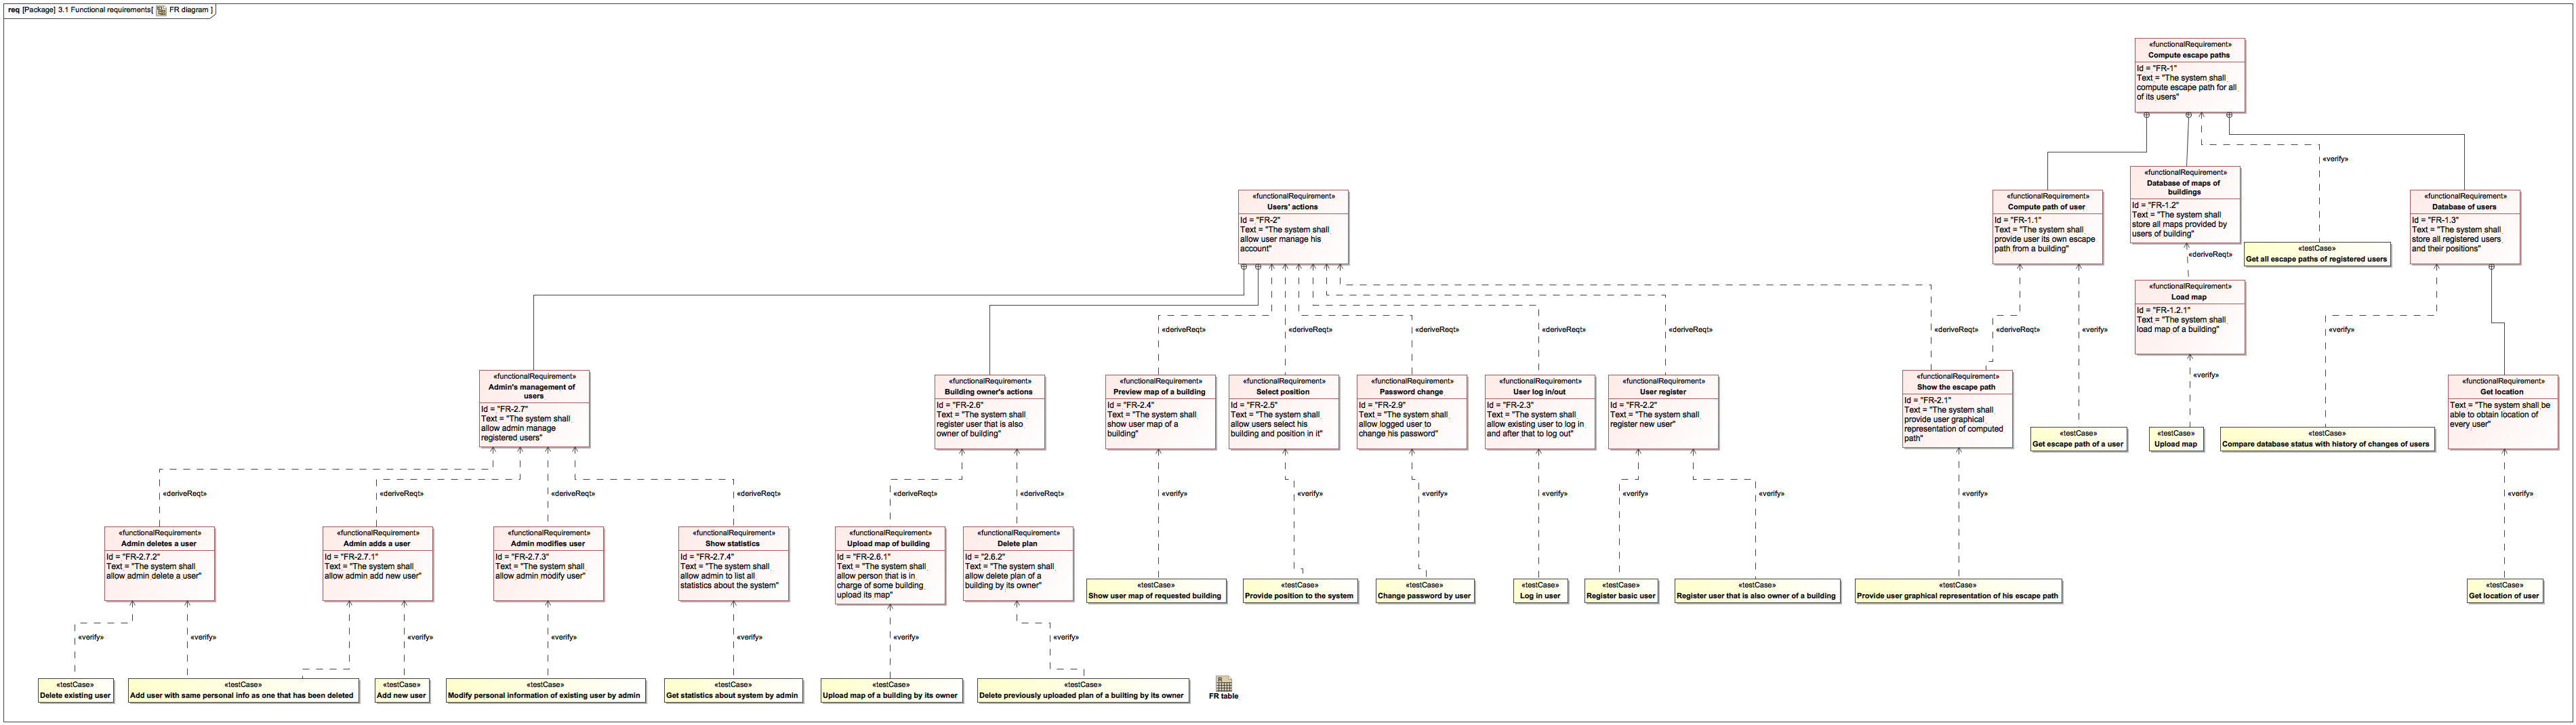 req [Package] 3.1 Functional requirements[ FR diagram ]
«functionalRequirement»
Compute escape paths
Id = "FR-1"
Text = "The system shall
compute escape path for all
of its users"
«verify»
«functionalRequirement»
Users' actions
Id = "FR-2"
Text = "The system shall
allow user manage his
account"
«functionalRequirement»
Compute path of user
Id = "FR-1.1"
Text = "The system shall
provide user its own escape
path from a building"
«functionalRequirement»
Database of maps of
buildings
Id = "FR-1.2"
Text = "The system shall
store all maps provided by
users of building"
«testCase»
Get all escape paths of registered users
«functionalRequirement»
Database of users
Id = "FR-1.3"
Text = "The system shall
store all registered users
and their positions"
«deriveReqt»
«functionalRequirement»
Load map
Id = "FR-1.2.1"
Text = "The system shall
load map of a building"
«deriveReqt»
«deriveReqt»
«deriveReqt»
«deriveReqt»
«deriveReqt»
«deriveReqt»
«deriveReqt»
«verify»
«verify»
«verify»
«functionalRequirement»
Admin's management of
users
Id = "FR-2.7"
Text = "The system shall
allow admin manage
registered users"
«functionalRequirement»
Building owner's actions
Id = "FR-2.6"
Text = "The system shall
register user that is also
owner of building"
«functionalRequirement»
Preview map of a building
Id = "FR-2.4"
Text = "The system shall
show user map of a
building"
«functionalRequirement»
Select position
Id = "FR-2.5"
Text = "The system shall
allow users select his
building and position in it"
«functionalRequirement»
Password change
Id = "FR-2.9"
Text = "The system shall
allow logged user to
change his password"
«functionalRequirement»
User log in/out
Id = "FR-2.3"
Text = "The system shall
allow existing user to log in
and after that to log out"
«functionalRequirement»
User register
Id = "FR-2.2"
Text = "The system shall
register new user"
«functionalRequirement»
Show the escape path
Id = "FR-2.1"
Text = "The system shall
provide user graphical
representation of computed
path"
«testCase»
Get escape path of a user
«testCase»
Upload map
«testCase»
Compare database status with history of changes of users
«functionalRequirement»
Get location
Text = "The system shall be
able to obtain location of
every user"
«deriveReqt»
«deriveReqt»
«deriveReqt»
«deriveReqt»
«deriveReqt»
«deriveReqt»
«verify»
«verify»
«verify»
«verify»
«verify»
«verify»
«verify»
«verify»
«functionalRequirement»
Admin deletes a user
Id = "FR-2.7.2"
Text = "The system shall
allow admin delete a user"
«functionalRequirement»
Admin adds a user
Id = "FR-2.7.1"
Text = "The system shall
allow admin add new user"
«functionalRequirement»
Admin modifies user
Id = "FR-2.7.3"
Text = "The system shall
allow admin modify user"
«functionalRequirement»
Show statistics
Id = "FR-2.7.4"
Text = "The system shall
allow admin to list all
statistics about the system"
«functionalRequirement»
Upload map of building
Id = "FR-2.6.1"
Text = "The system shall
allow person that is in
charge of some building
upload its map"
«functionalRequirement»
Delete plan
Id = "2.6.2"
Text = "The system shall
allow delete plan of a
building by its owner"
«testCase»
Show user map of requested building
«testCase»
Provide position to the system
«testCase»
Change password by user
«testCase»
Log in user
«testCase»
Register basic user
«testCase»
Register user that is also owner of a building
«testCase»
Provide user graphical representation of his escape path
«testCase»
Get location of user
«verify»
«verify»
«verify»
«verify»
«verify»
«verify»
«verify»
«testCase»
Delete existing user
«testCase»
Add user with same personal info as one that has been deleted
«testCase»
Add new user
«testCase»
Modify personal information of existing user by admin
«testCase»
Get statistics about system by admin
«testCase»
Upload map of a building by its owner
«testCase»
Delete previously uploaded plan of a builting by its owner
FR table